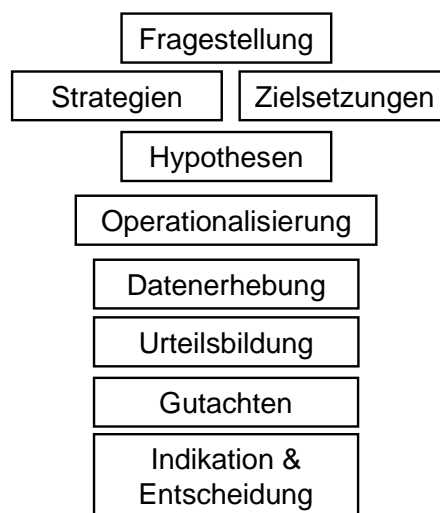 Fragestellung
Strategien Zielsetzungen
Hypothesen
Operationalisierung
Datenerhebung
Urteilsbildung
Gutachten
Indikation &
Entscheidung